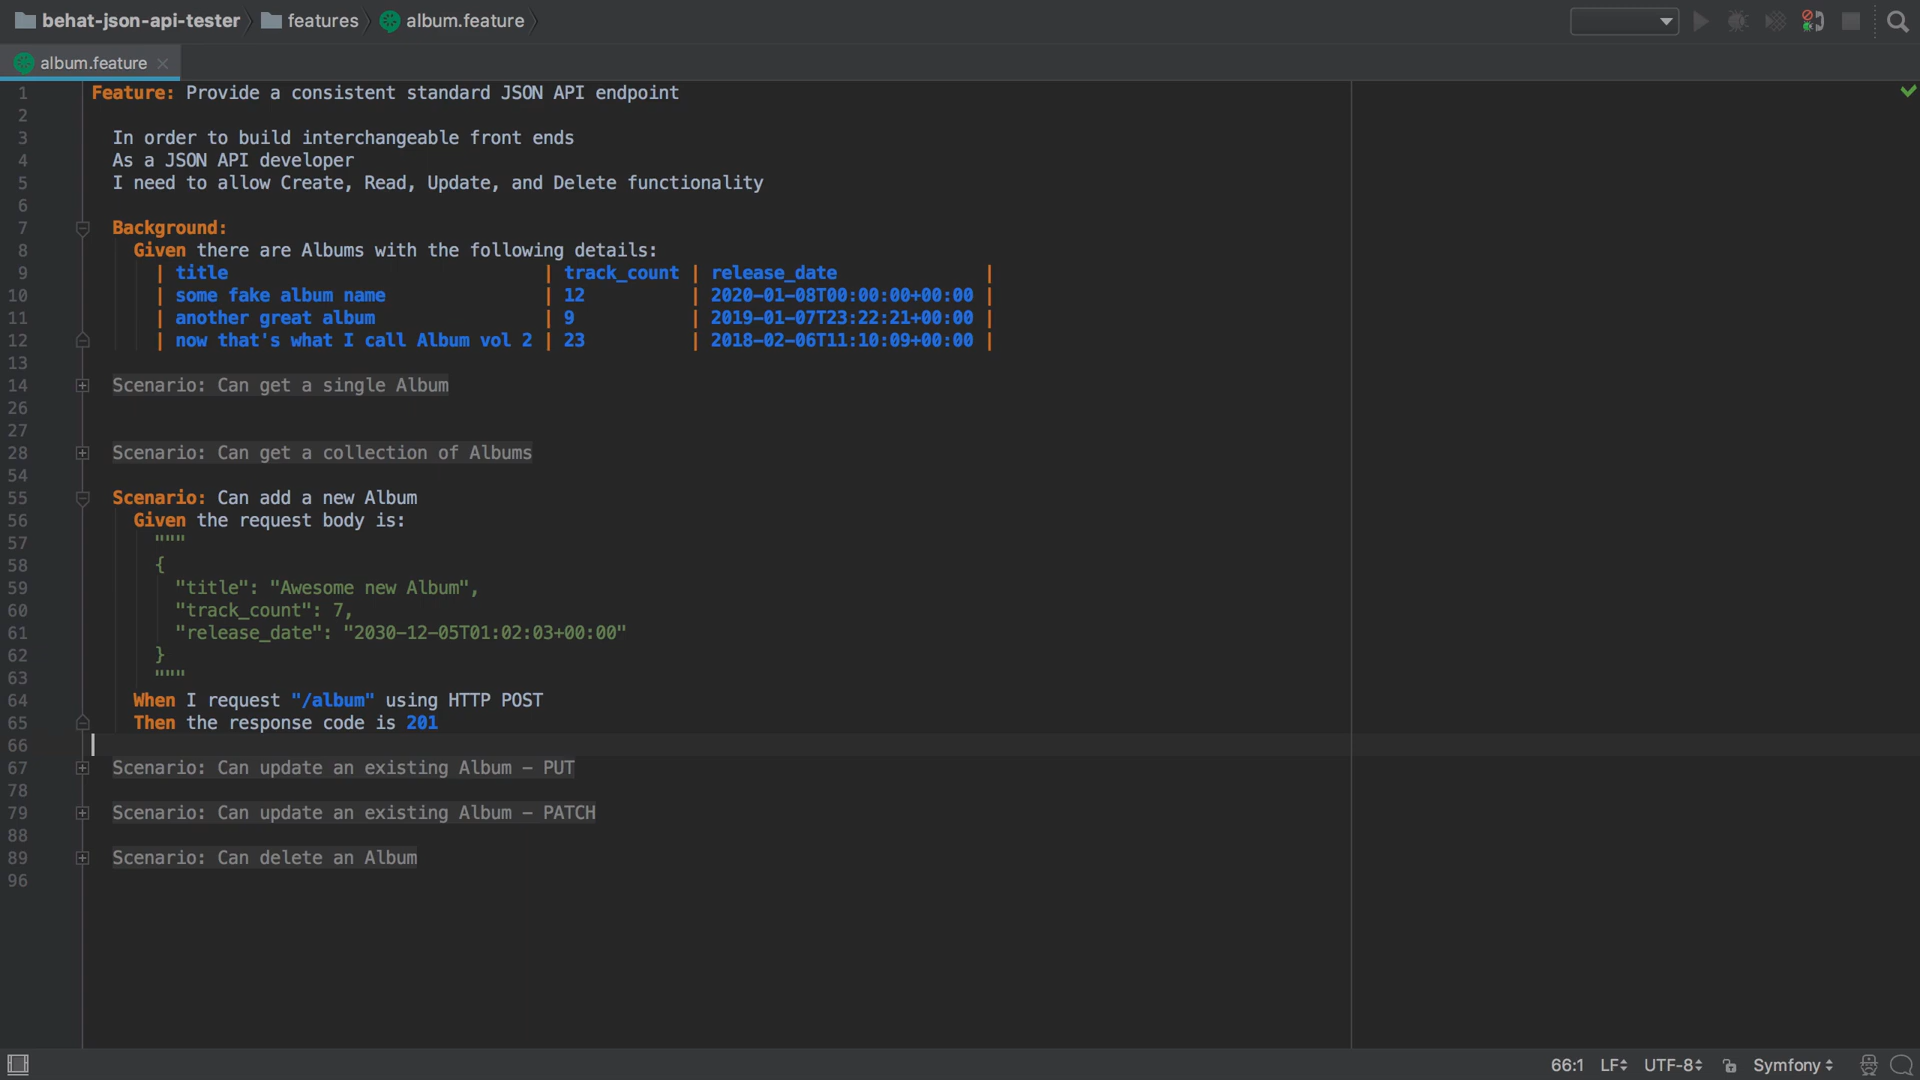 behat-json-api-tester features album.feature
album.feature
1 Feature: Provide a consistent standard JSON API endpoint
2
3 In order to build interchangeable front ends
4 As a JSON API developer
5 I need to allow Create, Read, Update, and Delete functionality
6
7 Background:
8 Given there are Albums with the following details:
9 | title | track_count | release_date |
10 | some fake album name | 12 | 2020-01-08T00:00:00+00:00 |
11 | another great album | 9 | 2019-01-07T23:22:21+00:00 |
12 | now that's what I call Album vol 2 | 23 | 2018-02-06T11:10:09+00:00 |
13
14 Scenario: Can get a single Album
26
27
28 Scenario: Can get a collection of Albums
54
55 Scenario: Can add a new Album
56 Given the request body is:
57 """
58 {
59 "title": "Awesome new Album",
60 "track_count": 7,
61 "release_date": "2030-12-05T01:02:03+00:00"
62 }
63 """
64 When I request "/album" using HTTP POST
65 Then the response code is 201
66
67 Scenario: Can update an existing Album – PUT
78
79 Scenario: Can update an existing Album – PATCH
88
89 Scenario: Can delete an Album
96
66:1 LF UTF-8 Symfony